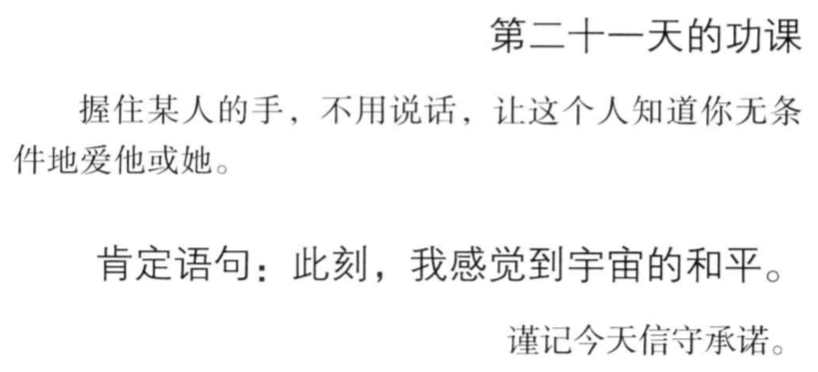 第二十一天的功课
握住某人的手，不用说话，让这个人知道你无条
件地爱他或她。
肯定语句：此刻，我感觉到宇宙的和平。
谨记今天信守承诺。